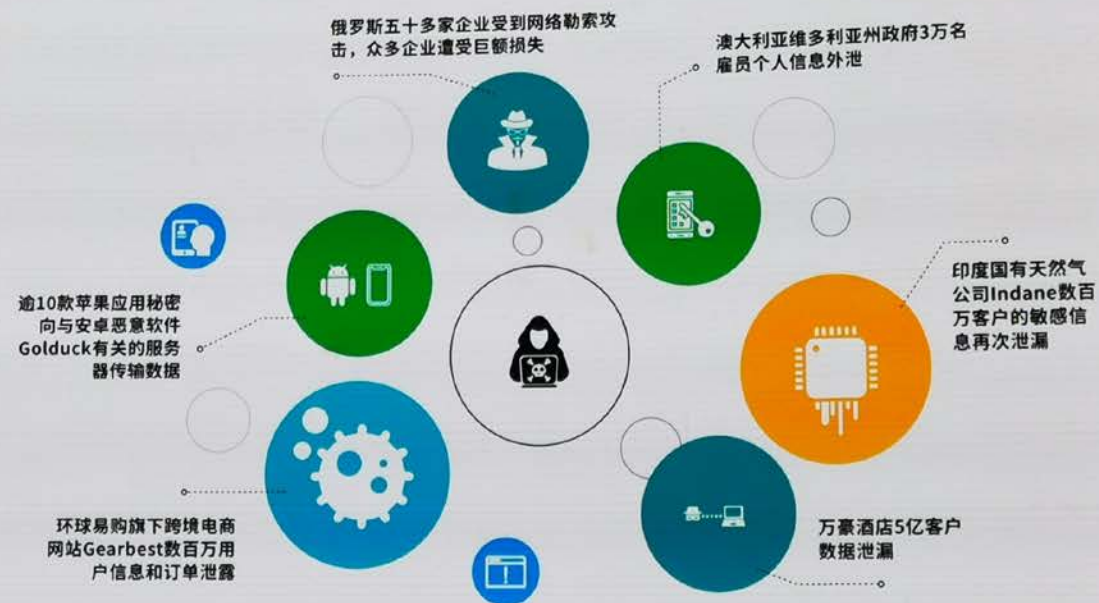 俄罗斯五十多家企业受到网络勒索攻
击，众多企业遭受巨额损失
澳大利亚维多利亚州政府3万名
雇员个人信息外泄
印度国有天然气
公司Indane数百
万客户的敏感信
息再次泄漏
逾10款苹果应用秘密
向与安卓恶意软件
Golduck有关的服务
器传输数据
环球易购旗下跨境电商
网站Gearbest数百万用
户信息和订单泄露
万豪酒店5亿客户
数据泄漏